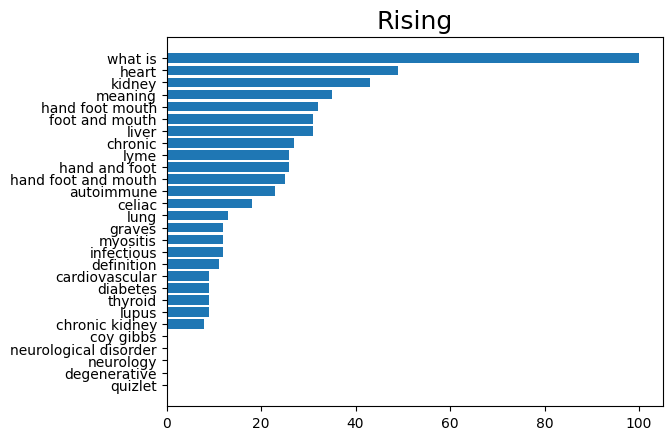 Rising
what is
heart
kidney
meaning
hand foot mouth
foot and mouth
liver
chronic
lyme
hand and foot
hand foot and mouth
autoimmune
celiac
lung
graves
myositis
infectious
definition
cardiovascular
diabetes
thyroid
lupus
chronic kidney
coy gibbs
neurological disorder
neurology
degenerative
quizlet
0 20 40 60 80 100